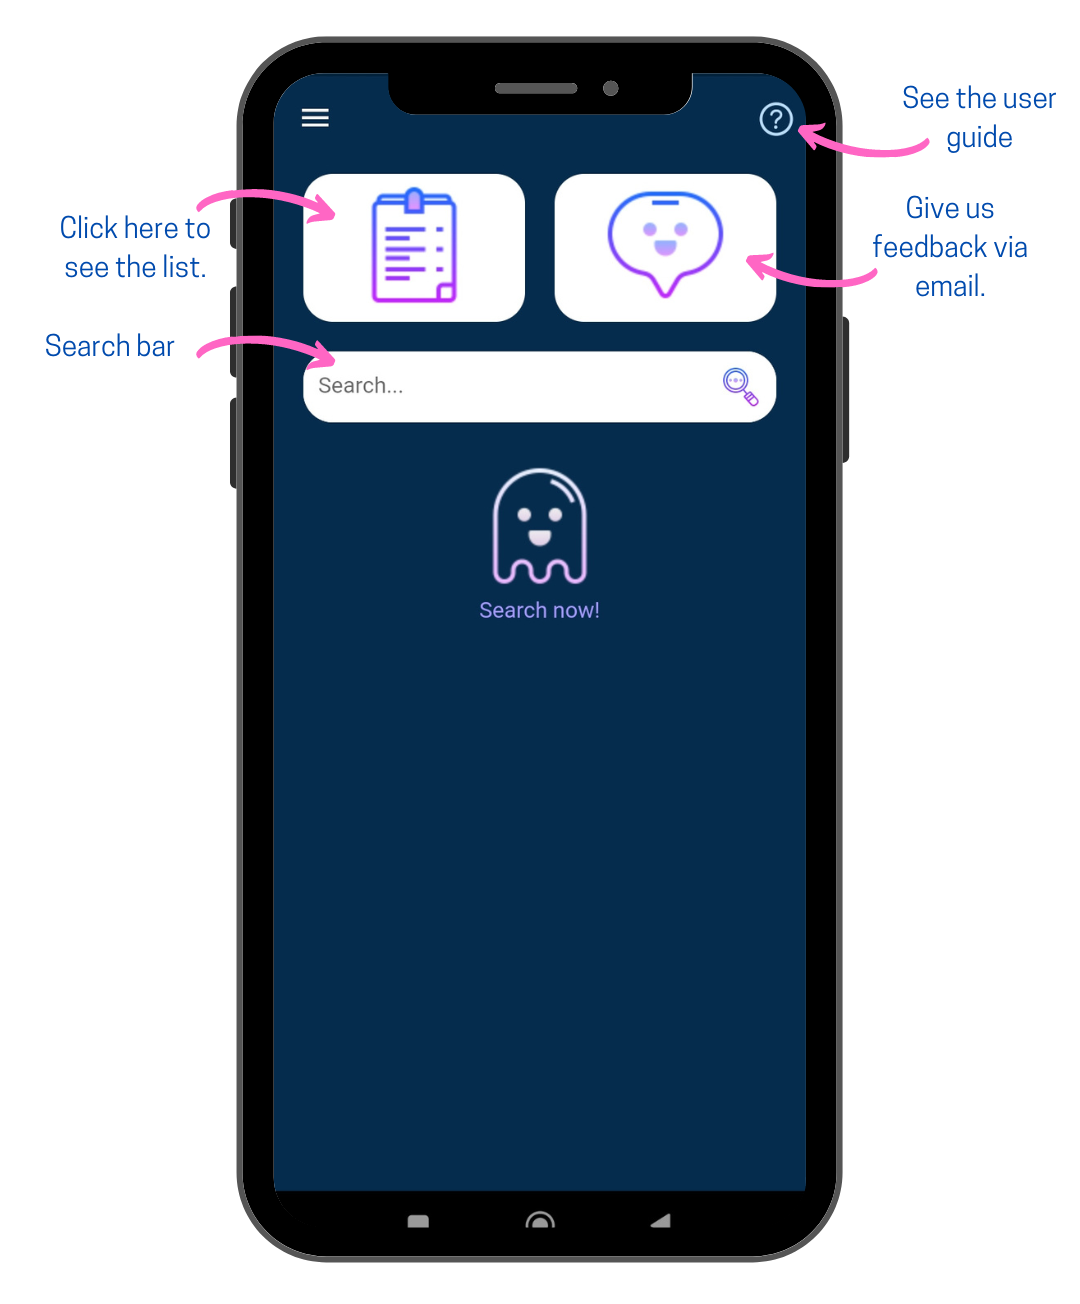 See the user
guide
Click here to
see the list.
Give us
feedback via
email.
Search bar
Search...
Search now!